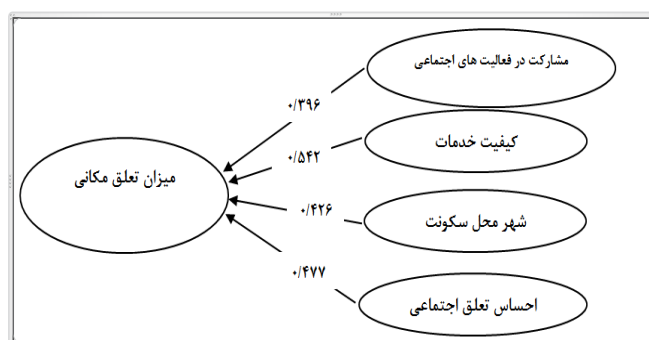 مشارکت در فعالیت های اجتماعی
۰/۳۹۶
کیفیت خدمات
۰/۵۴۲
میزان تعلق مکانی
شهر محل سکونت
۰/۴۲۶
احساس تعلق اجتماعی
۰/۴۷۷